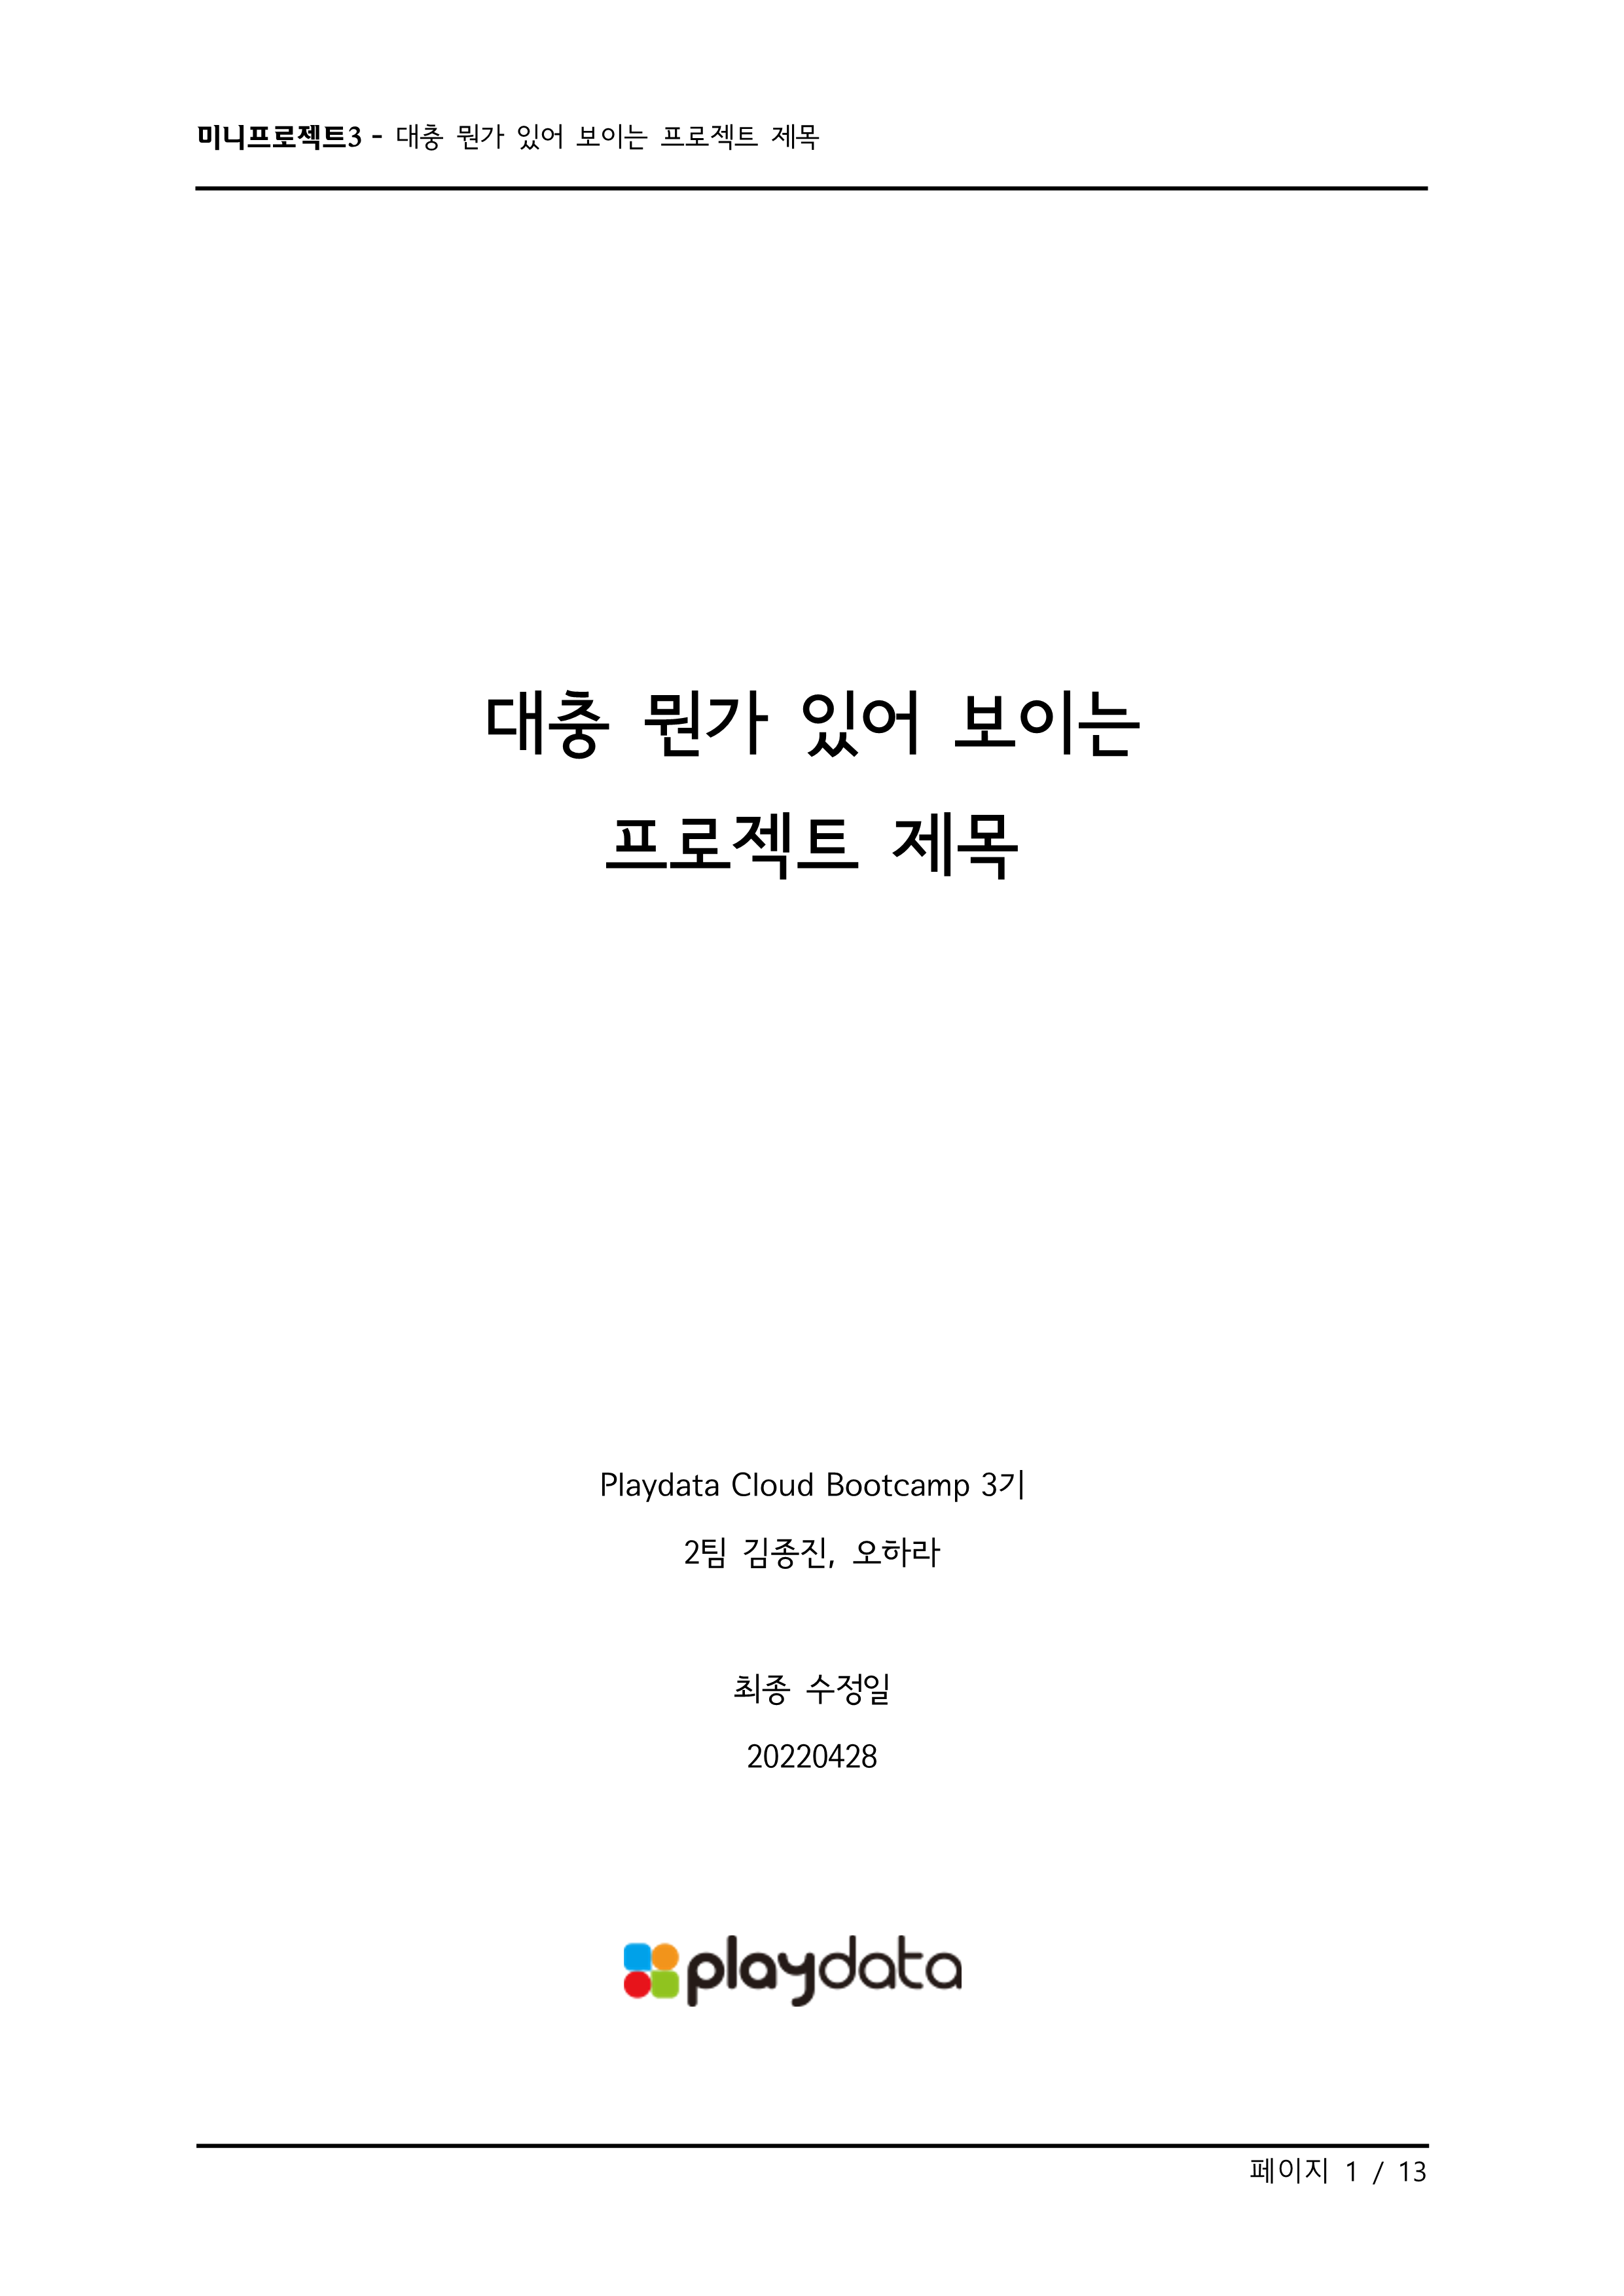 미니프로젝트3 - 대충 뭔가 있어 보이는 프로젝트 제목
대충 뭔가 있어 보이는
프로젝트 제목
Playdata Cloud Bootcamp 3기
2팀 김종진, 오하라
최종 수정일
20220428
playdata
페이지 1 / 13